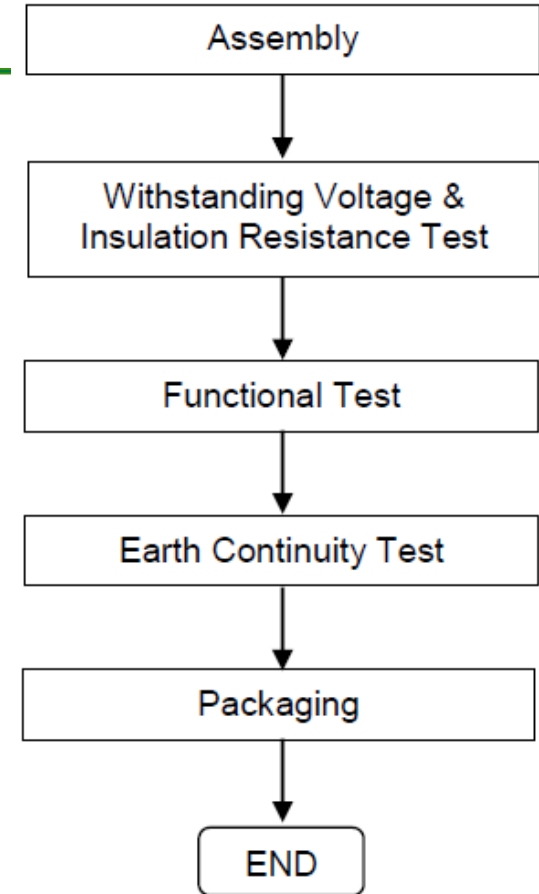 Assembly
Withstanding Voltage &
Insulation Resistance Test
Functional Test
Earth Continuity Test
Packaging
END